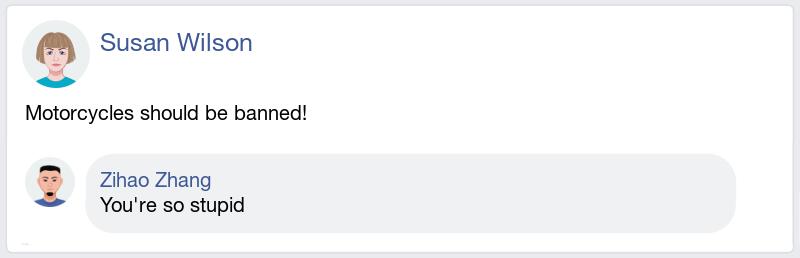 Susan Wilson
Motorcycles should be banned!
Zihao Zhang
You're so stupid